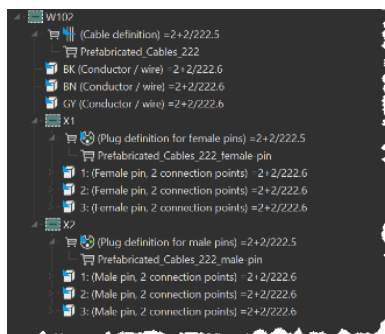 W102
(Cable definition) =2+2/222.5
Prefabricated_Cables_222
BK (Conductor / wire) =2+2/222.6
BN (Conductor / wire) =2+2/222.6
GY (Conductor / wire) =2+2/222.6
X1
(Plug definition for female pins) =2+2/222.5
Prefabricated_Cables_222_female-pin
1: (Female pin, 2 connection points) =2+2/222.6
2: (Female pin, 2 connection points) =2+2/222.6
3: (Female pin, 2 connection points) =2+2/222.6
X2
(Plug definition for male pins) =2+2/222.5
Prefabricated_Cables_222_male-pin
1: (Male pin, 2 connection points) =2+2/222.6
2: (Male pin, 2 connection points) =2+2/222.6
3: (Male pin, 2 connection points) =2+2/222.6